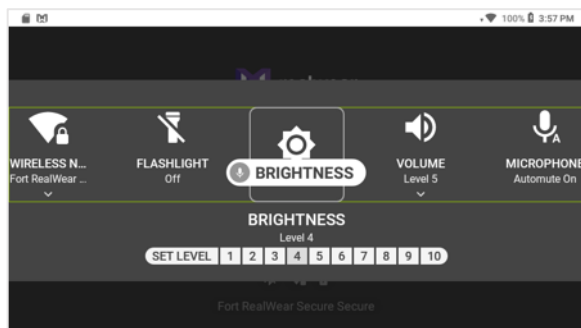 100% 3:57 PM
WIRELESS N...
Fort RealWear ...
FLASHLIGHT
Off
BRIGHTNESS
VOLUME
Level 5
MICROPHONE
Automute On
BRIGHTNESS
Level 4
SET LEVEL 1 2 3 4 5 6 7 8 9 10
Fort RealWear Secure Secure